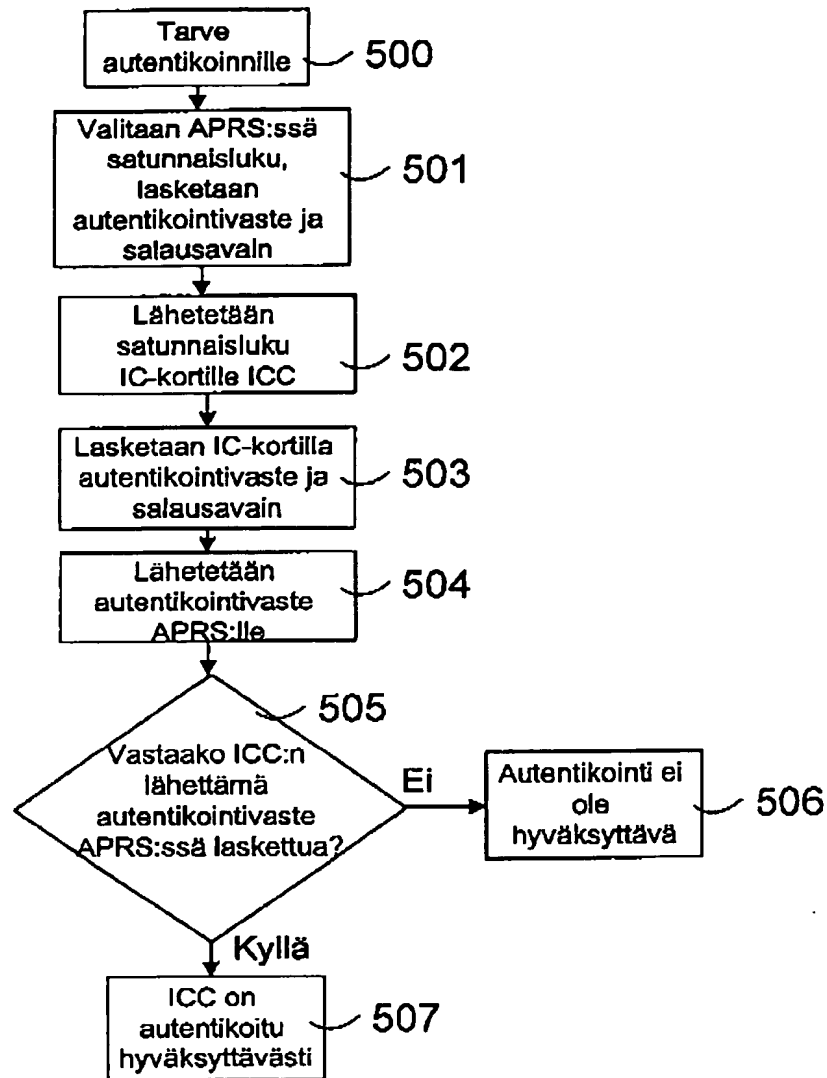 Tarve
autentikoinnille
500
Valitaan APRS:ssä
satunnaisluku,
lasketaan
autentikointivaste ja
salausavain
501
Lähetetään
satunnaisluku
IC-kortille ICC
502
Lasketaan IC-kortilla
autentikointivaste ja
salausavain
503
Lähetetään
autentikointivaste
APRS:lle
504
505
Vastaako ICC:n
lähettämä
autentikointivaste
APRS:ssä laskettua?
Ei
Autentikointi ei
ole
hyväksyttävä
506
Kyllä
ICC on
autentikoitu
hyväksyttävästi
507